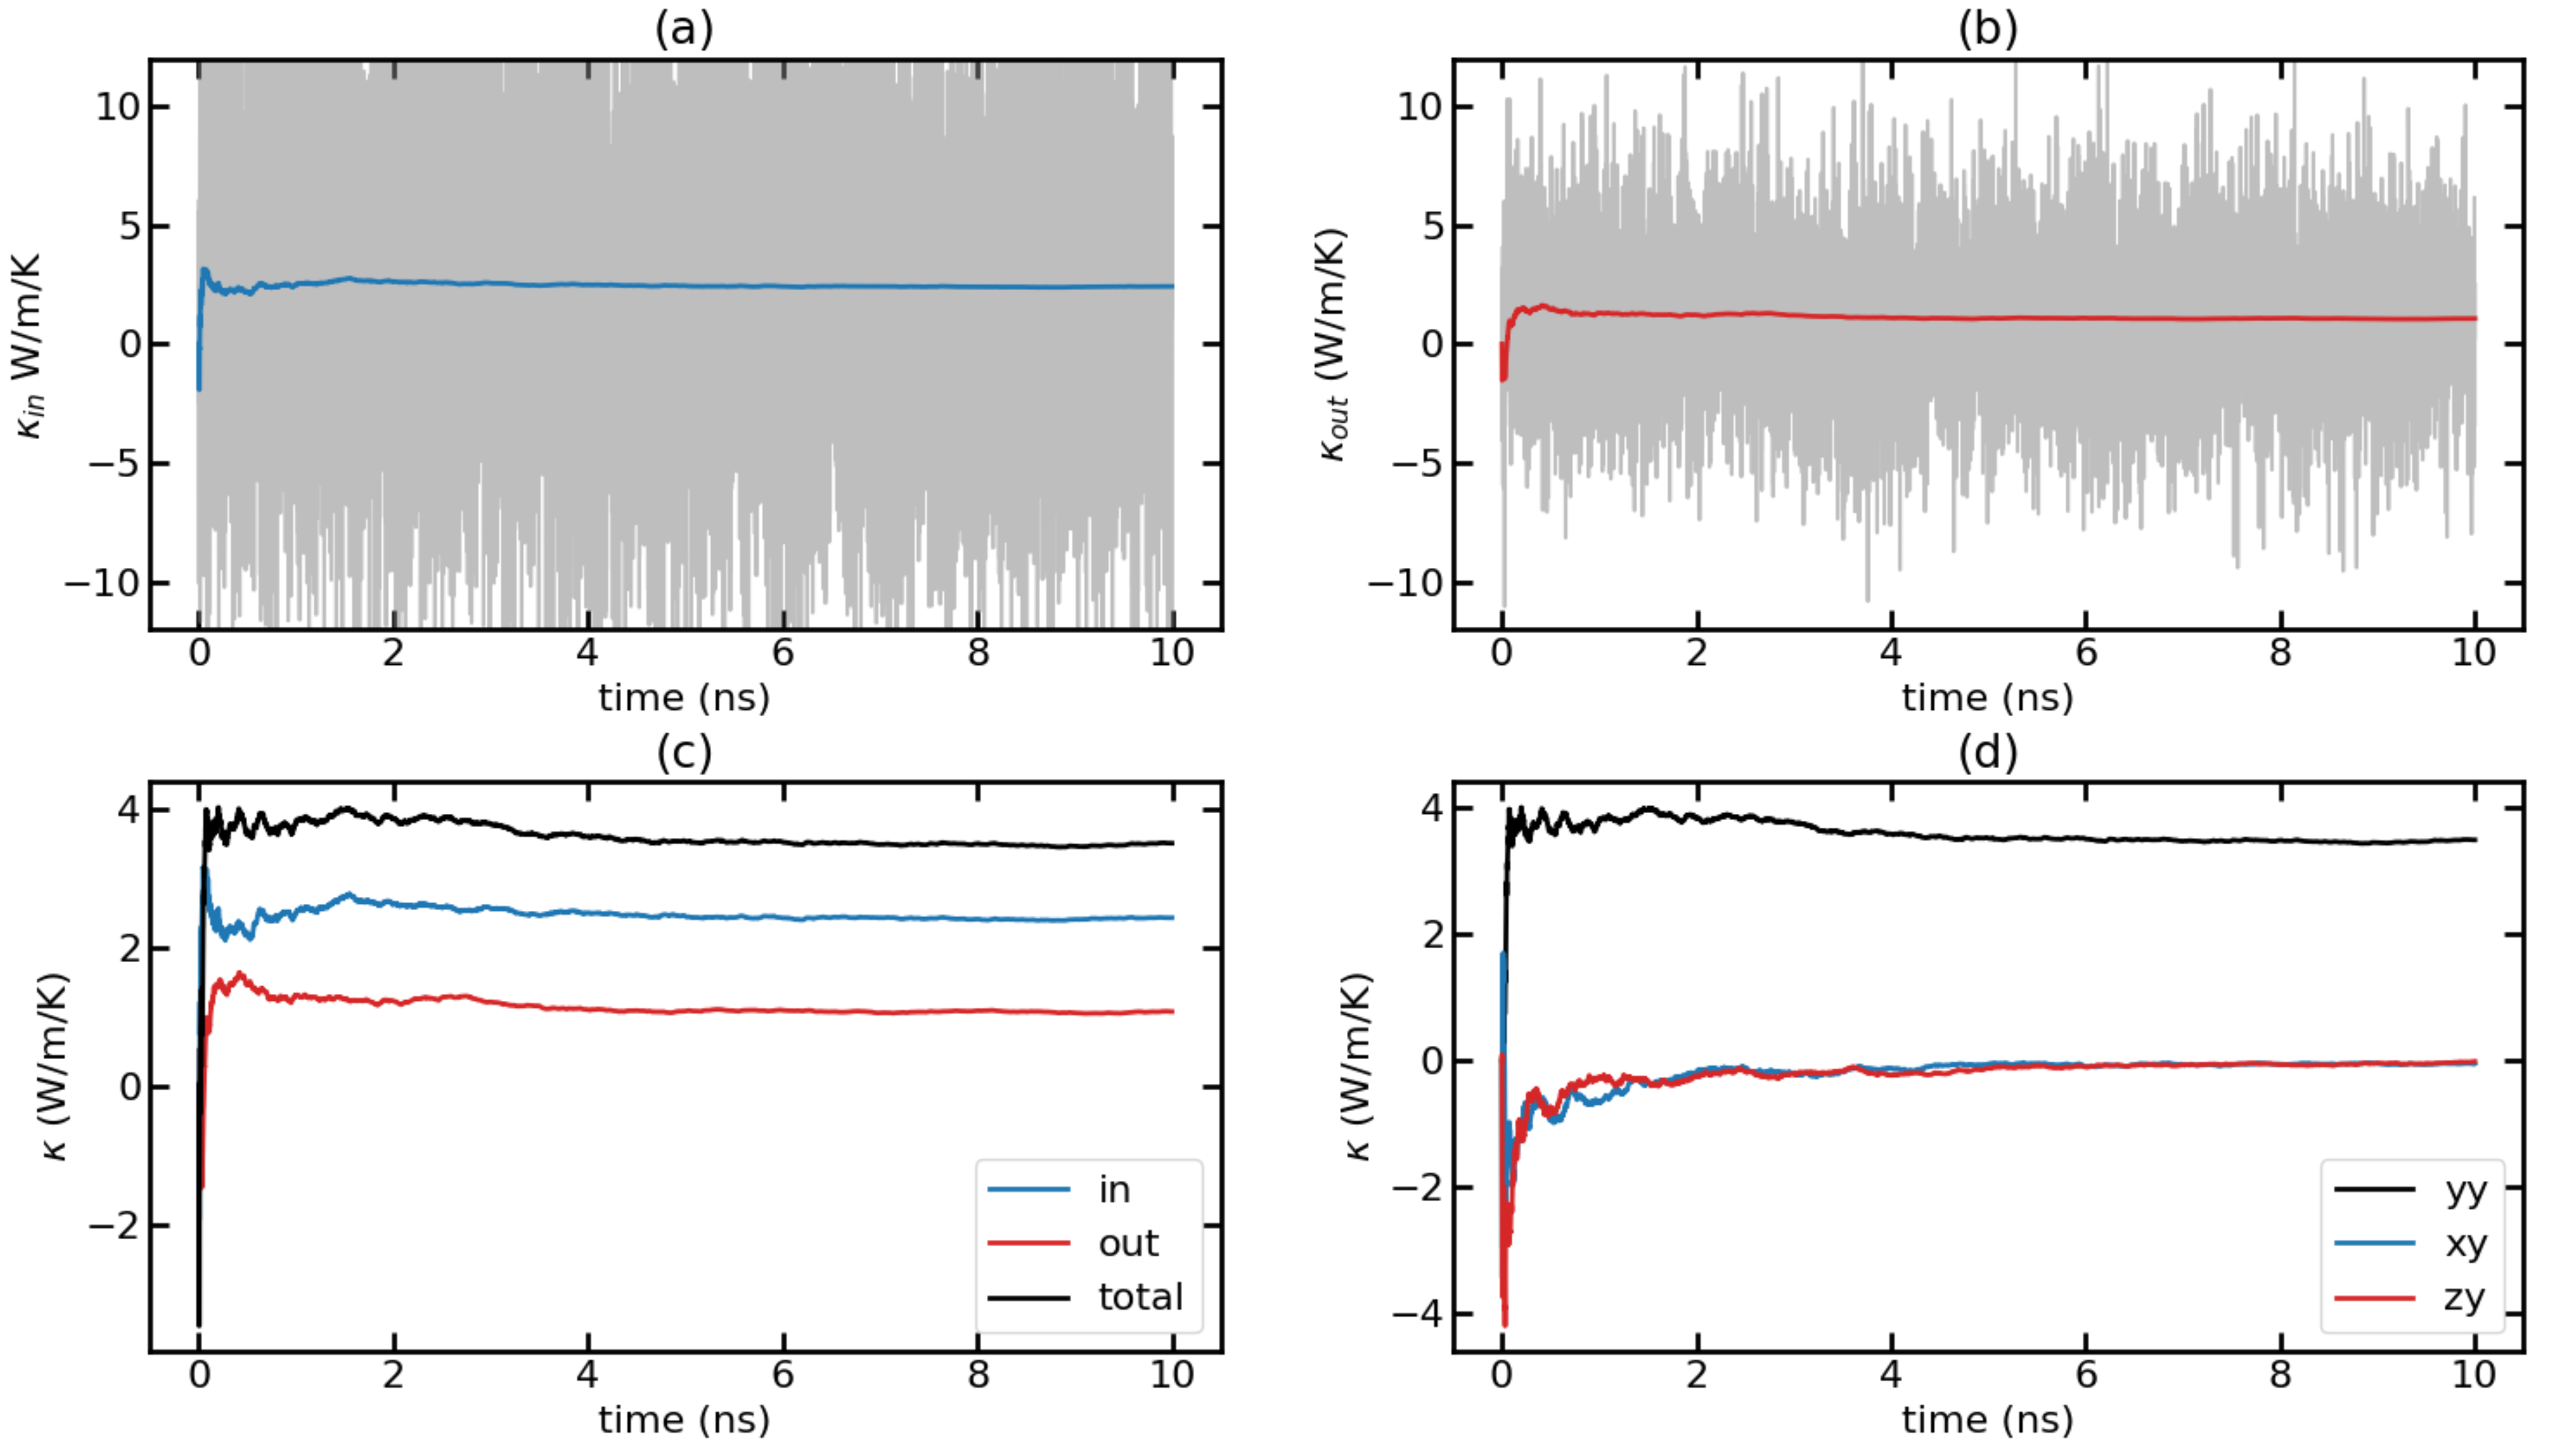 (a)
10
5
0
−5
−10
κin W/m/K
0 2 4 6 8 10
time (ns)
(b)
10
5
0
−5
−10
κout (W/m/K)
0 2 4 6 8 10
time (ns)
(c)
4
2
0
−2
κ (W/m/K)
in
out
total
0 2 4 6 8 10
time (ns)
(d)
4
2
0
−2
−4
κ (W/m/K)
yy
xy
zy
0 2 4 6 8 10
time (ns)